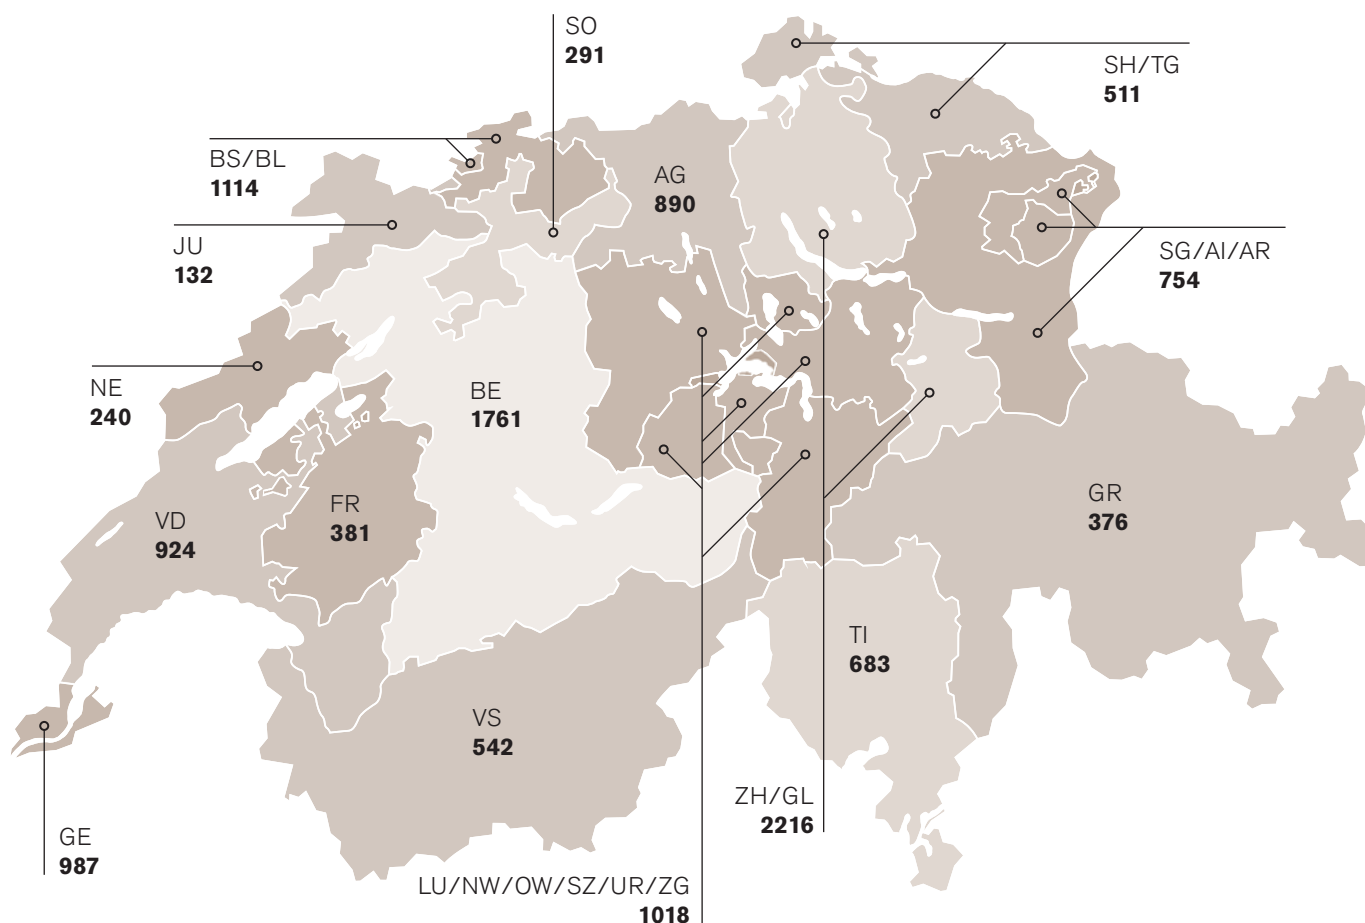 SO
291
SH/TG
511
BS/BL
1114
AG
890
JU
132
SG/AI/AR
754
NE
240
BE
1761
GR
376
VD
924
FR
381
TI
683
VS
542
ZH/GL
2216
GE
987
LU/NW/OW/SZ/UR/ZG
1018